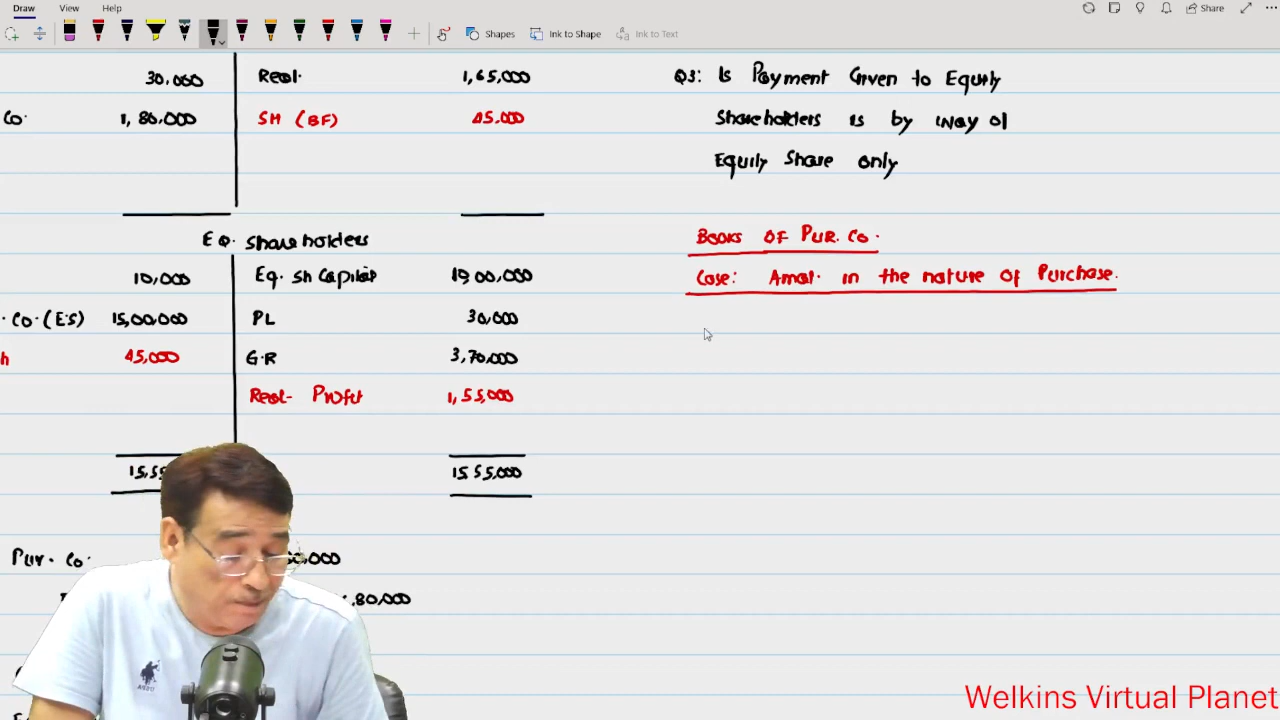 Draw View Help
Shapes Ink to Shape Ink to Text Share
30.000 Real. 1,65,000
Co. 1,80.000 SH (BF) 45.000
EQ. Shareholders
10,000 Eq. Sh Capital
. Co. (ES) 15,00,000 PL 30,000
h 45,000 G.R 3,70,000
Real- Profit 1,55,000
15,55,000
Pur. Co.
,80,000
Q3: Is Payment Given to Equity
Shareholders is by way of
Equity Share only
Books OF PUR. Co.
Case: Amal. in the nature of Purchase.
Welkins Virtual Planet